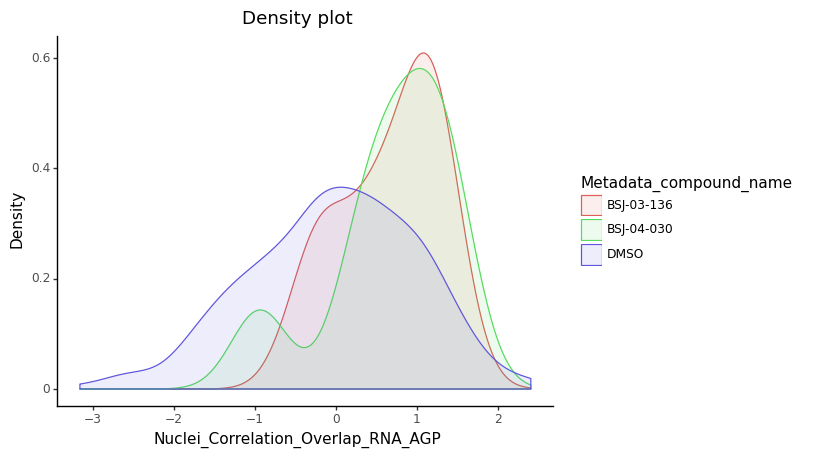 Density plot
0.6
0.4
0.2
0
Density
−3
−2
−1
0
1
2
Nuclei_Correlation_Overlap_RNA_AGP
Metadata_compound_name
BSJ-03-136
BSJ-04-030
DMSO